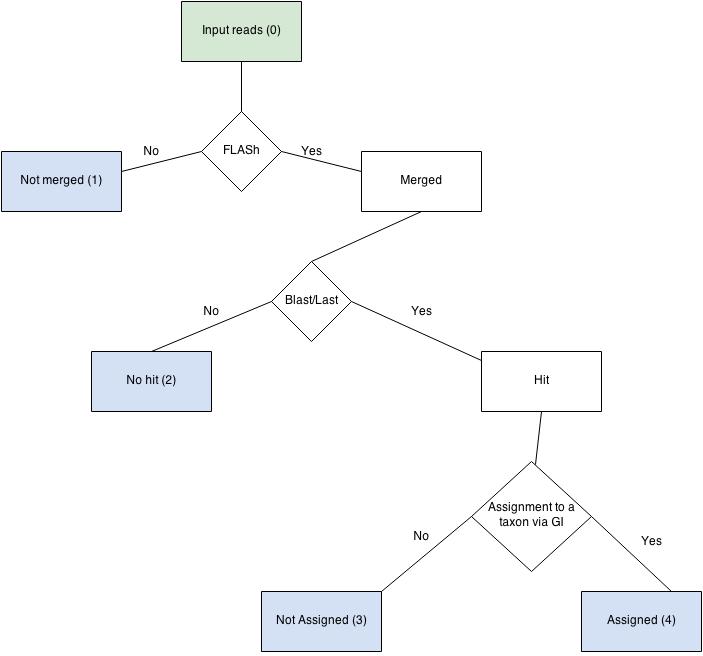 Input reads (0)
No
FLASh
Yes
Not merged (1)
Merged
No
Blast/Last
Yes
No hit (2)
Hit
Assignment to a
taxon via GI
No
Yes
Not Assigned (3)
Assigned (4)